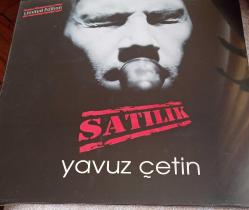 Limited Edition
SATILIK
yavuz çetin